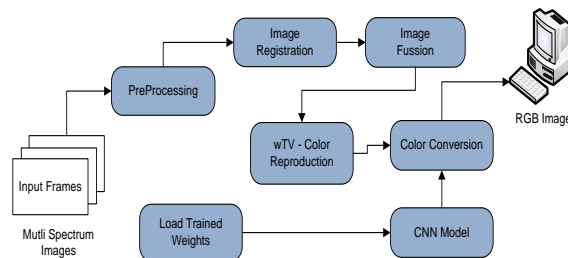 Image
Registration
Image
Fussion
PreProcessing
RGB Image
wTV - Color
Reproduction
Color Conversion
Input Frames
Mutli Spectrum
Images
Load Trained
Weights
CNN Model